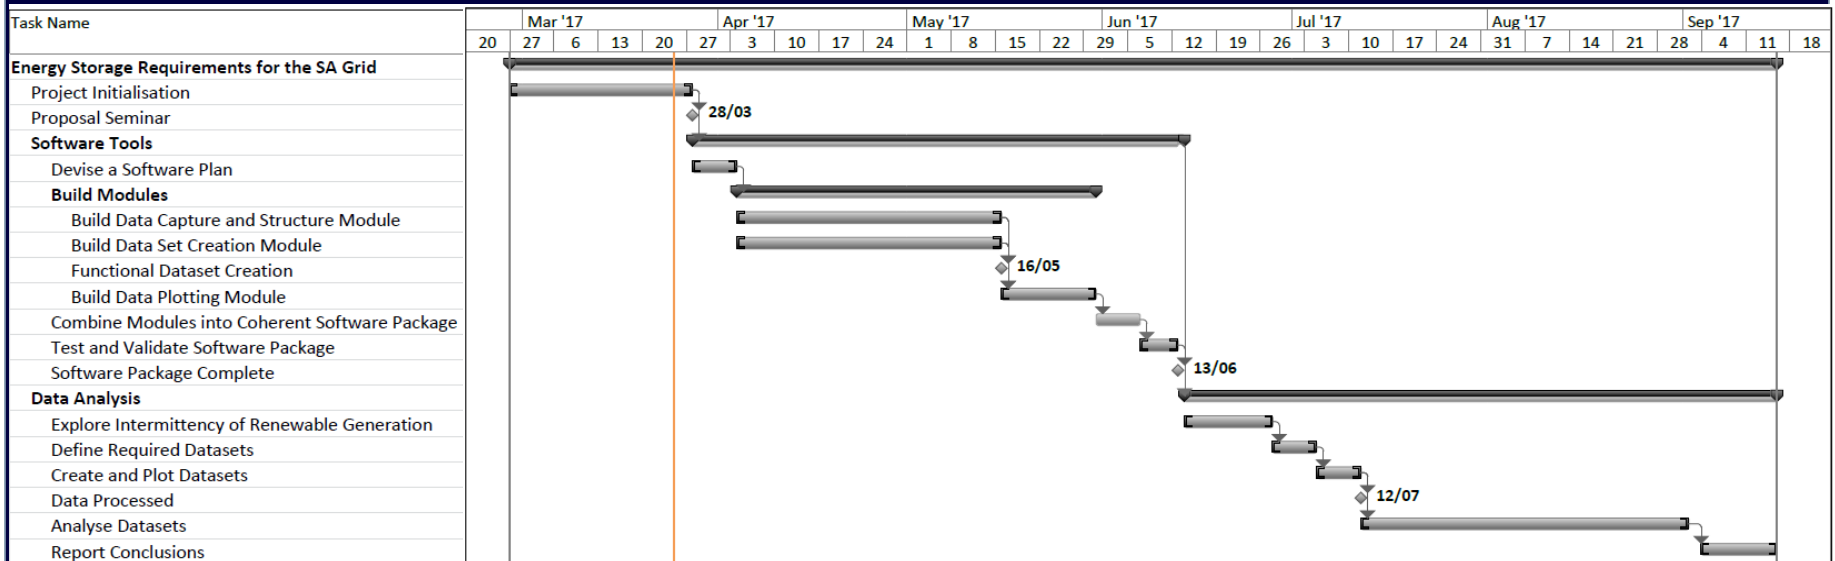 Task Name
Mar '17 Apr '17 May '17 Jun '17 Jul '17 Aug '17 Sep '17
20 27 6 13 20 27 3 10 17 24 1 8 15 22 29 5 12 19 26 3 10 17 24 31 7 14 21 28 4 11 18
Energy Storage Requirements for the SA Grid
Project Initialisation
Proposal Seminar 28/03
Software Tools
Devise a Software Plan
Build Modules
Build Data Capture and Structure Module
Build Data Set Creation Module
Functional Dataset Creation 16/05
Build Data Plotting Module
Combine Modules into Coherent Software Package
Test and Validate Software Package
Software Package Complete 13/06
Data Analysis
Explore Intermittency of Renewable Generation
Define Required Datasets
Create and Plot Datasets
Data Processed 12/07
Analyse Datasets
Report Conclusions